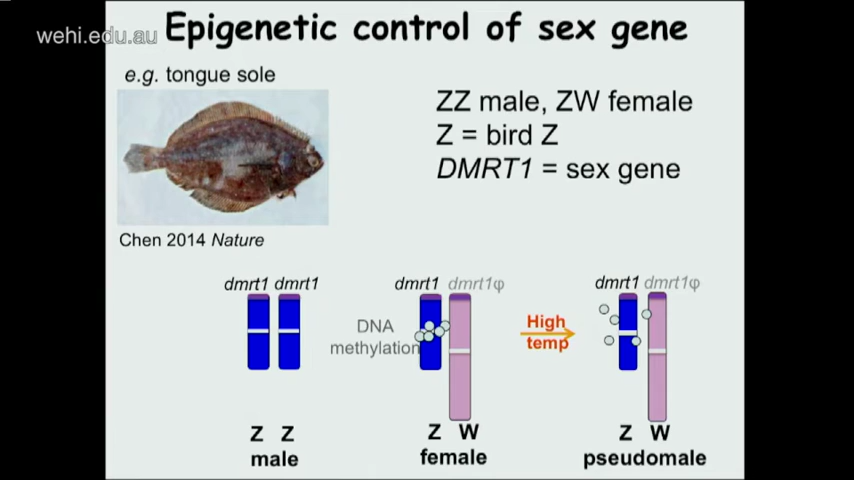 wehi.edu.au
Epigenetic control of sex gene
e.g. tongue sole
ZZ male, ZW female
Z = bird Z
DMRT1 = sex gene
Chen 2014 Nature
dmrt1 dmrt1
dmrt1 dmrt1φ
dmrt1 dmrt1φ
DNA
methylation
High
temp
Z Z
male
Z W
female
Z W
pseudomale